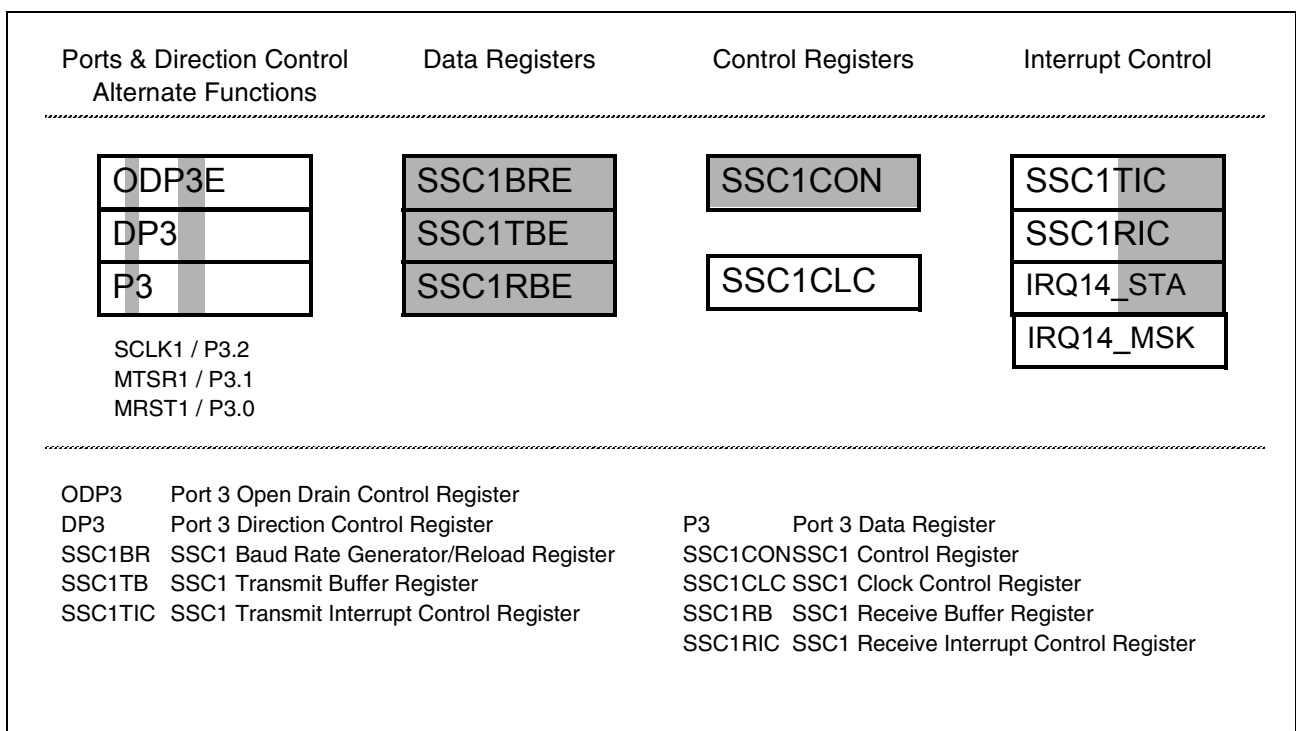 Ports & Direction Control
Alternate Functions
Data Registers
Control Registers
Interrupt Control
ODP3E
DP3
P3
SCLK1 / P3.2
MTSR1 / P3.1
MRST1 / P3.0
SSC1BRE
SSC1TBE
SSC1RBE
SSC1CON
SSC1CLC
SSC1TIC
SSC1RIC
IRQ14_STA
IRQ14_MSK
ODP3 Port 3 Open Drain Control Register
DP3 Port 3 Direction Control Register
SSC1BR SSC1 Baud Rate Generator/Reload Register
SSC1TB SSC1 Transmit Buffer Register
SSC1TIC SSC1 Transmit Interrupt Control Register
P3 Port 3 Data Register
SSC1CONSSC1 Control Register
SSC1CLC SSC1 Clock Control Register
SSC1RB SSC1 Receive Buffer Register
SSC1RIC SSC1 Receive Interrupt Control Register